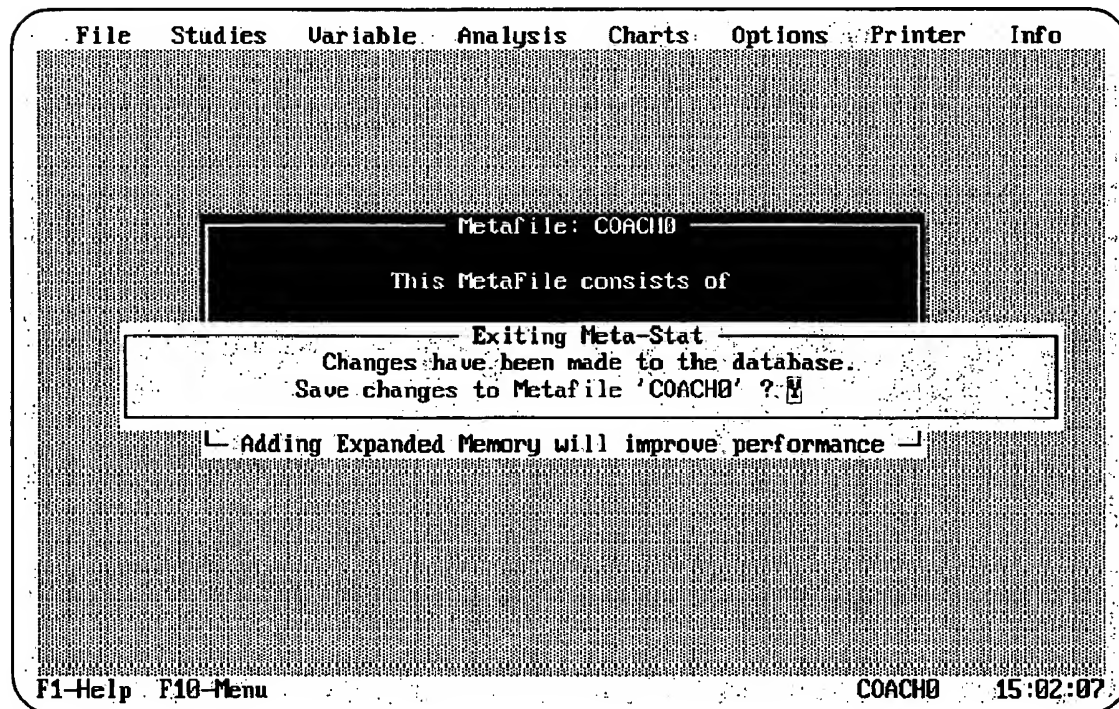 File Studies Variable Analysis Charts Options Printer Info
Metafile: COACH0
This MetaFile consists of
Exiting Meta-Stat
Changes have been made to the database.
Save changes to Metafile 'COACH0' ? Y
Adding Expanded Memory will improve performance
F1-Help F10-Menu COACH0 15:02:07